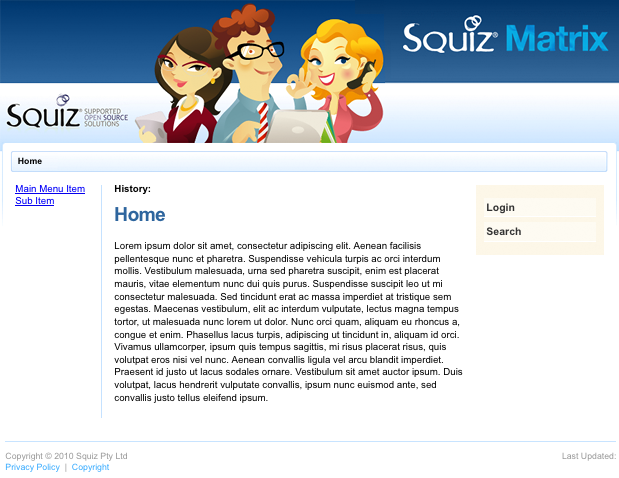 Squiz® Matrix
Squiz® SUPPORTED
OPEN SOURCE
SOLUTIONS
Home
Main Menu Item
Sub Item
History:
Home
Lorem ipsum dolor sit amet, consectetur adipiscing elit. Aenean facilisis
pellentesque nunc et pharetra. Suspendisse vehicula turpis ac orci interdum
mollis. Vestibulum malesuada, urna sed pharetra suscipit, enim est placerat
mauris, vitae elementum nunc dui quis purus. Suspendisse suscipit leo ut mi
consectetur malesuada. Sed tincidunt erat ac massa imperdiet at tristique sem
egestas. Maecenas vestibulum, elit ac interdum vulputate, lectus magna tempus
tortor, ut malesuada nunc lorem ut dolor. Nunc orci quam, aliquam eu rhoncus a,
congue et enim. Phasellus lacus turpis, adipiscing ut tincidunt in, aliquam id orci.
Vivamus ullamcorper, ipsum quis tempus sagittis, mi risus placerat risus, quis
volutpat eros nisi vel nunc. Aenean convallis ligula vel arcu blandit imperdiet.
Praesent id justo ut lacus sodales ornare. Vestibulum sit amet auctor ipsum. Duis
volutpat, lacus hendrerit vulputate convallis, ipsum nunc euismod ante, sed
convallis justo tellus eleifend ipsum.
Login
Search
Copyright © 2010 Squiz Pty Ltd
Privacy Policy | Copyright
Last Updated: